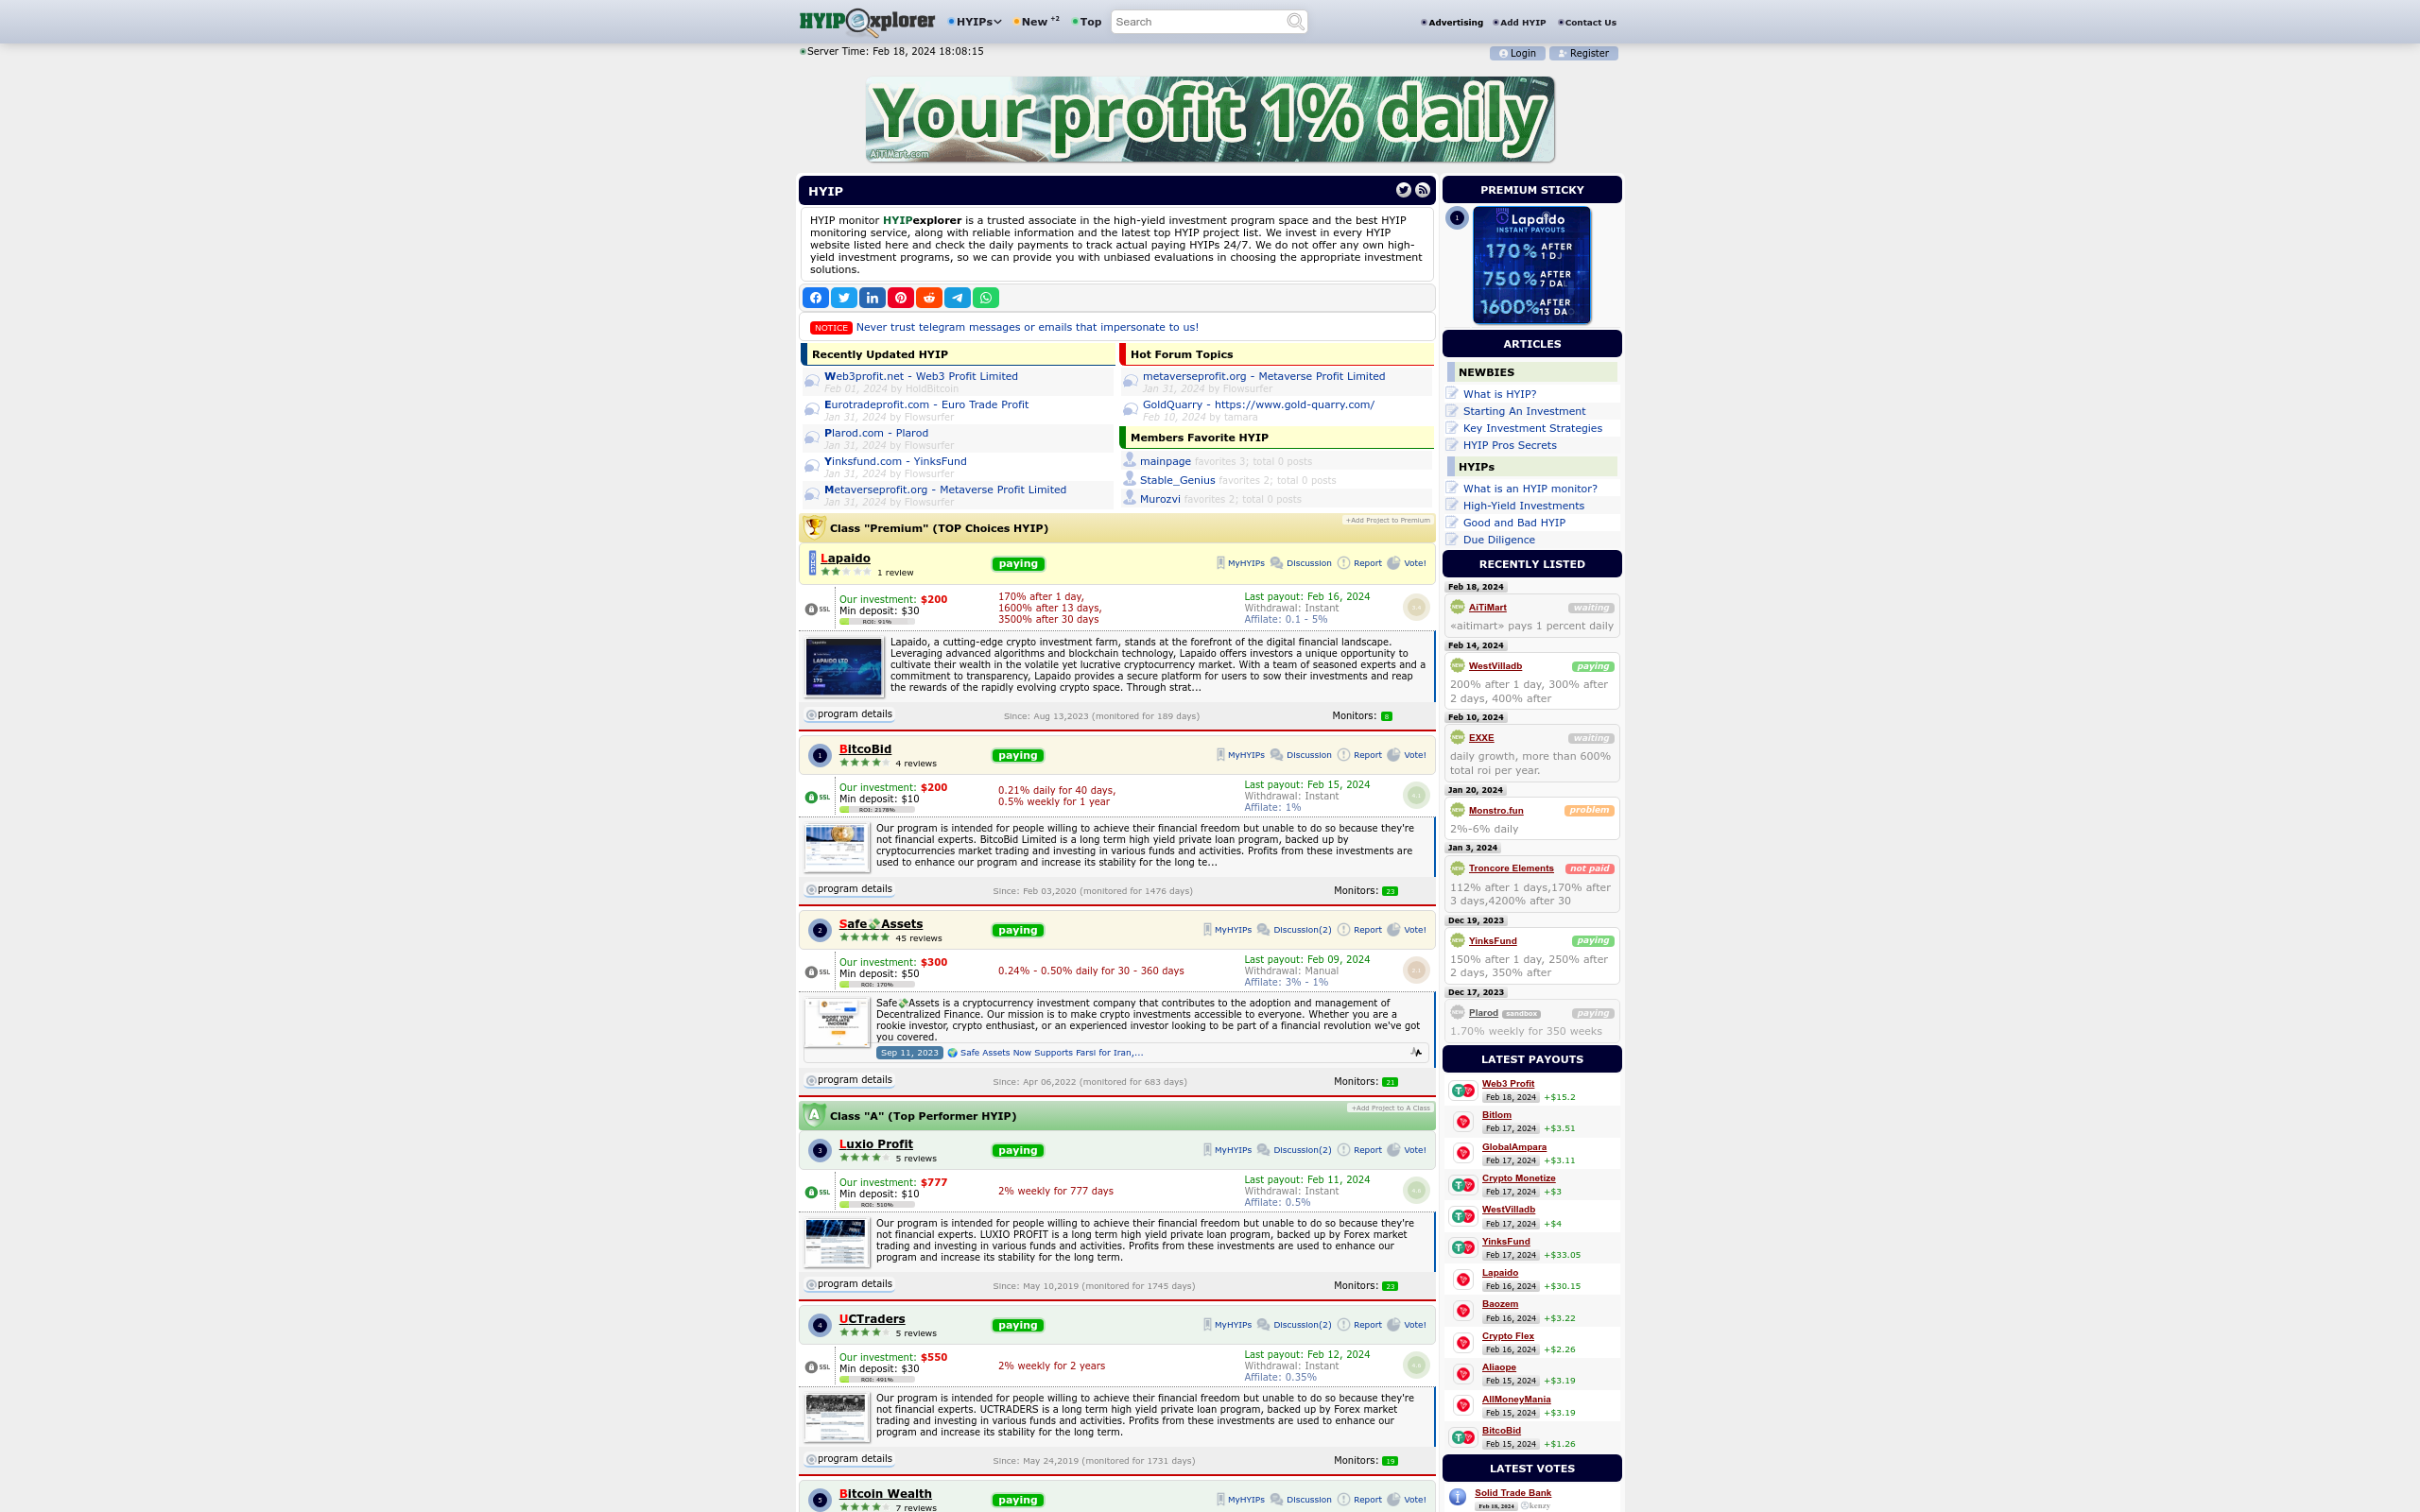 HYIPExplorer
HYIPs
New +2
Top
Search
Advertising
Add HYIP
Contact Us
Server Time: Feb 18, 2024 18:08:15
Login
Register
Your profit 1% daily
AiTiMart.com
HYIP
HYIP monitor HYIPexplorer is a trusted associate in the high-yield investment program space and the best HYIP
monitoring service, along with reliable information and the latest top HYIP project list. We invest in every HYIP
website listed here and check the daily payments to track actual paying HYIPs 24/7. We do not offer any own high-
yield investment programs, so we can provide you with unbiased evaluations in choosing the appropriate investment
solutions.
NOTICE Never trust telegram messages or emails that impersonate to us!
Recently Updated HYIP
Web3profit.net - Web3 Profit Limited
Feb 01, 2024 by HoldBitcoin
Eurotradeprofit.com - Euro Trade Profit
Jan 31, 2024 by Flowsurfer
Plarod.com - Plarod
Jan 31, 2024 by Flowsurfer
Yinksfund.com - YinksFund
Jan 31, 2024 by Flowsurfer
Metaverseprofit.org - Metaverse Profit Limited
Jan 31, 2024 by Flowsurfer
Hot Forum Topics
metaverseprofit.org - Metaverse Profit Limited
Jan 31, 2024 by Flowsurfer
GoldQuarry - https://www.gold-quarry.com/
Feb 10, 2024 by tamara
Members Favorite HYIP
mainpage favorites 3; total 0 posts
Stable_Genius favorites 2; total 0 posts
Murozvi favorites 2; total 0 posts
Class "Premium" (TOP Choices HYIP)
+Add Project to Premium
Lapaido
1 review
paying
MyHYIPs Discussion Report Vote!
SSL
Our investment: $200
Min deposit: $30
ROI: 91%
170% after 1 day,
1600% after 13 days,
3500% after 30 days
Last payout: Feb 16, 2024
Withdrawal: Instant
Affilate: 0.1 - 5%
LAPAIDO LTD
Lapaido, a cutting-edge crypto investment farm, stands at the forefront of the digital financial landscape.
Leveraging advanced algorithms and blockchain technology, Lapaido offers investors a unique opportunity to
cultivate their wealth in the volatile yet lucrative cryptocurrency market. With a team of seasoned experts and a
commitment to transparency, Lapaido provides a secure platform for users to sow their investments and reap
the rewards of the rapidly evolving crypto space. Through strat...
program details
Since: Aug 13,2023 (monitored for 189 days)
Monitors: 8
1
BitcoBid
4 reviews
paying
MyHYIPs Discussion Report Vote!
SSL
Our investment: $200
Min deposit: $10
ROI: 2178%
0.21% daily for 40 days,
0.5% weekly for 1 year
Last payout: Feb 15, 2024
Withdrawal: Instant
Affilate: 1%
Our program is intended for people willing to achieve their financial freedom but unable to do so because they're
not financial experts. BitcoBid Limited is a long term high yield private loan program, backed up by
cryptocurrencies market trading and investing in various funds and activities. Profits from these investments are
used to enhance our program and increase its stability for the long te...
program details
Since: Feb 03,2020 (monitored for 1476 days)
Monitors: 23
2
Safe💸Assets
45 reviews
paying
MyHYIPs Discussion(2) Report Vote!
SSL
Our investment: $300
Min deposit: $50
ROI: 170%
0.24% - 0.50% daily for 30 - 360 days
Last payout: Feb 09, 2024
Withdrawal: Manual
Affilate: 3% - 1%
Safe💸Assets is a cryptocurrency investment company that contributes to the adoption and management of
Decentralized Finance. Our mission is to make crypto investments accessible to everyone. Whether you are a
rookie investor, crypto enthusiast, or an experienced investor looking to be part of a financial revolution we've got
you covered.
Sep 11, 2023 🌍 Safe Assets Now Supports Farsi for Iran,...
program details
Since: Apr 06,2022 (monitored for 683 days)
Monitors: 21
A
Class "A" (Top Performer HYIP)
+Add Project to A Class
3
Luxio Profit
5 reviews
paying
MyHYIPs Discussion(2) Report Vote!
SSL
Our investment: $777
Min deposit: $10
ROI: 510%
2% weekly for 777 days
Last payout: Feb 11, 2024
Withdrawal: Instant
Affilate: 0.5%
Our program is intended for people willing to achieve their financial freedom but unable to do so because they're
not financial experts. LUXIO PROFIT is a long term high yield private loan program, backed up by Forex market
trading and investing in various funds and activities. Profits from these investments are used to enhance our
program and increase its stability for the long term.
program details
Since: May 10,2019 (monitored for 1745 days)
Monitors: 23
4
UCTraders
5 reviews
paying
MyHYIPs Discussion(2) Report Vote!
SSL
Our investment: $550
Min deposit: $30
ROI: 491%
2% weekly for 2 years
Last payout: Feb 12, 2024
Withdrawal: Instant
Affilate: 0.35%
Our program is intended for people willing to achieve their financial freedom but unable to do so because they're
not financial experts. UCTRADERS is a long term high yield private loan program, backed up by Forex market
trading and investing in various funds and activities. Profits from these investments are used to enhance our
program and increase its stability for the long term.
program details
Since: May 24,2019 (monitored for 1731 days)
Monitors: 19
5
Bitcoin Wealth
7 reviews
paying
MyHYIPs Discussion Report Vote!
PREMIUM STICKY
1
Lapaido
INSTANT PAYOUTS
170% AFTER
750% AFTER
1600% AFTER
ARTICLES
NEWBIES
What is HYIP?
Starting An Investment
Key Investment Strategies
HYIP Pros Secrets
HYIPs
What is an HYIP monitor?
High-Yield Investments
Good and Bad HYIP
Due Diligence
RECENTLY LISTED
Feb 18, 2024
NEW AiTiMart waiting
«aitimart» pays 1 percent daily
Feb 14, 2024
NEW WestVilladb paying
200% after 1 day, 300% after
2 days, 400% after
Feb 10, 2024
NEW EXXE waiting
daily growth, more than 600%
total roi per year.
Jan 20, 2024
NEW Monstro.fun problem
2%-6% daily
Jan 3, 2024
NEW Troncore Elements not paid
112% after 1 days,170% after
3 days,4200% after 30
Dec 19, 2023
NEW YinksFund paying
150% after 1 day, 250% after
2 days, 350% after
Dec 17, 2023
NEW Plarod sandbox paying
1.70% weekly for 350 weeks
LATEST PAYOUTS
Web3 Profit
Feb 18, 2024 +$15.2
Bitlom
Feb 17, 2024 +$3.51
GlobalAmpara
Feb 17, 2024 +$3.11
Crypto Monetize
Feb 17, 2024 +$3
WestVilladb
Feb 17, 2024 +$4
YinksFund
Feb 17, 2024 +$33.05
Lapaido
Feb 16, 2024 +$30.15
Baozem
Feb 16, 2024 +$3.22
Crypto Flex
Feb 16, 2024 +$2.26
Aliaope
Feb 15, 2024 +$3.19
AllMoneyMania
Feb 15, 2024 +$3.19
BitcoBid
Feb 15, 2024 +$1.26
LATEST VOTES
Solid Trade Bank
Feb 18, 2024 kenzy